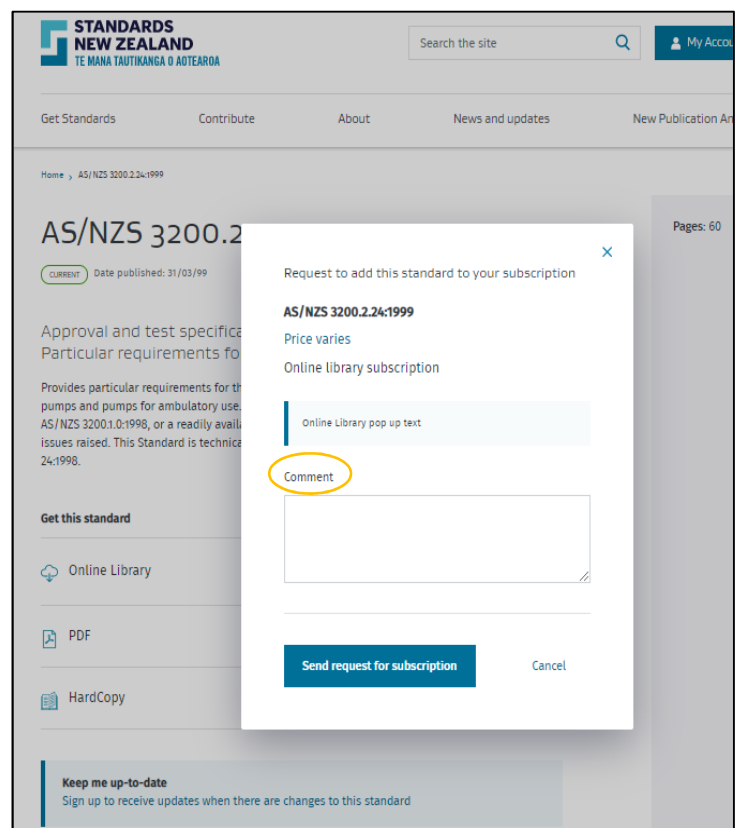 STANDARDS
NEW ZEALAND
TE MANA TAUTIKANGA O AOTEAROA
Search the site
My Accou
Get Standards
Contribute
About
News and updates
New Publication An
Home > AS/NZS 3200.2.24:1999
AS/NZS 3200.2
Pages: 60
CURRENT Date published: 31/03/99
Approval and test specifica
Particular requirements fo
Provides particular requirements for th
pumps and pumps for ambulatory use.
AS/NZS 3200.1.0:1998, or a readily avail
issues raised. This Standard is technica
24:1998.
Get this standard
Online Library
PDF
HardCopy
Request to add this standard to your subscription
AS/NZS 3200.2.24:1999
Price varies
Online library subscription
Online Library pop up text
Comment
Send request for subscription
Cancel
Keep me up-to-date
Sign up to receive updates when there are changes to this standard